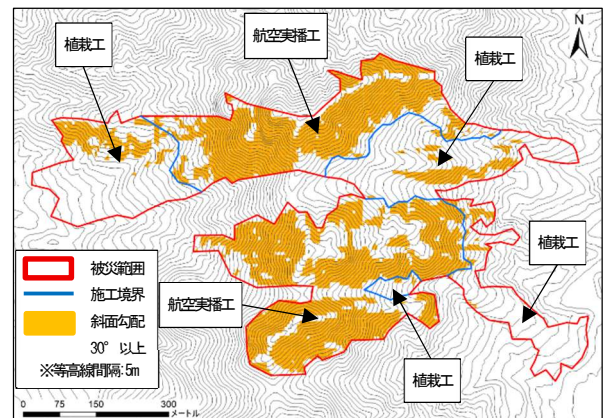 植栽工
航空実播工
植栽工
N
植栽工
航空実播工
植栽工
被災範囲
施工境界
斜面勾配
30° 以上
※等高線間隔:5m
0 75 150 300
メートル